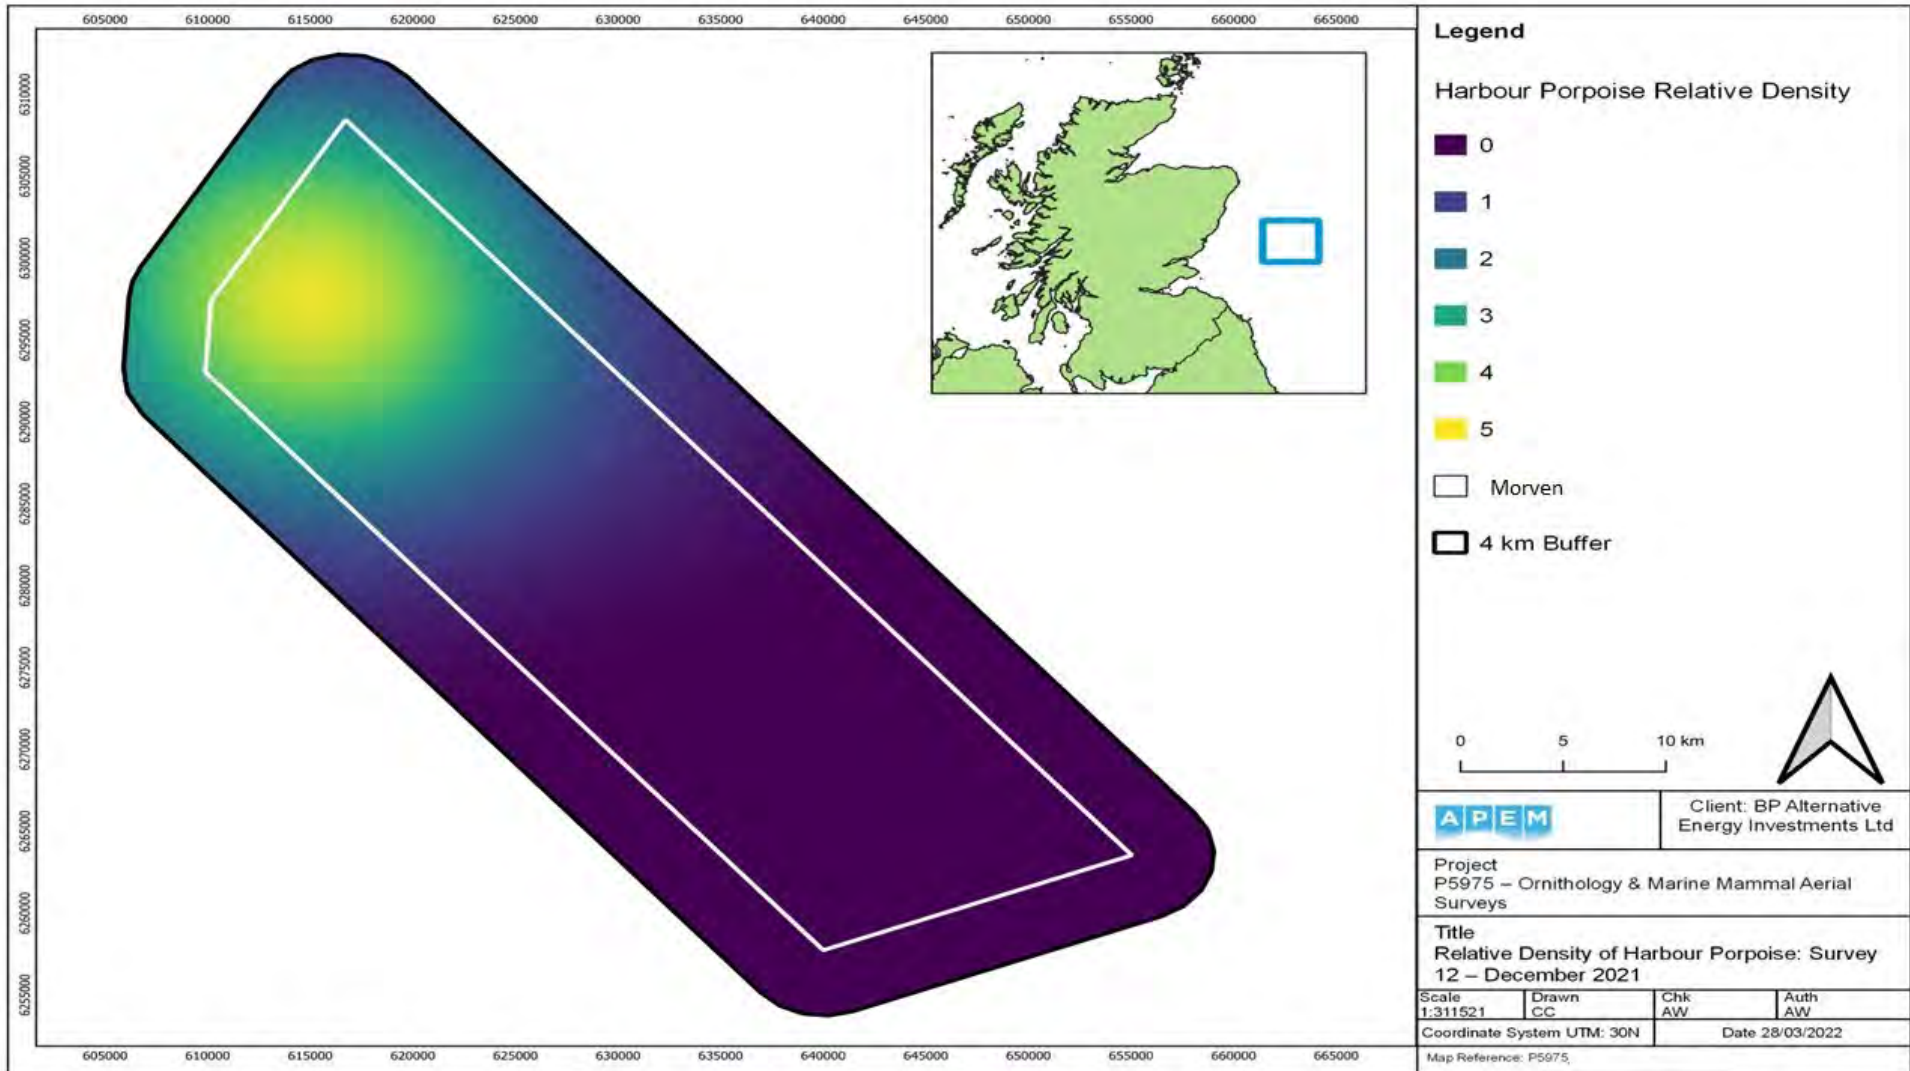 605000 610000 615000 620000 625000 630000 635000 640000 645000 650000 655000 660000 665000
6310000
6305000
6300000
6295000
6290000
6285000
6280000
6275000
6270000
6265000
6260000
6255000
605000 610000 615000 620000 625000 630000 635000 640000 645000 650000 655000 660000 665000
Legend
Harbour Porpoise Relative Density
0
1
2
3
4
5
Morven
4 km Buffer
0 5 10 km
APEM
Client: BP Alternative
Energy Investments Ltd
Project
P5975 – Ornithology & Marine Mammal Aerial
Surveys
Title
Relative Density of Harbour Porpoise: Survey
12 – December 2021
Scale Drawn Chk Auth
1:311521 CC AW AW
Coordinate System UTM: 30N Date 28/03/2022
Map Reference: P5975